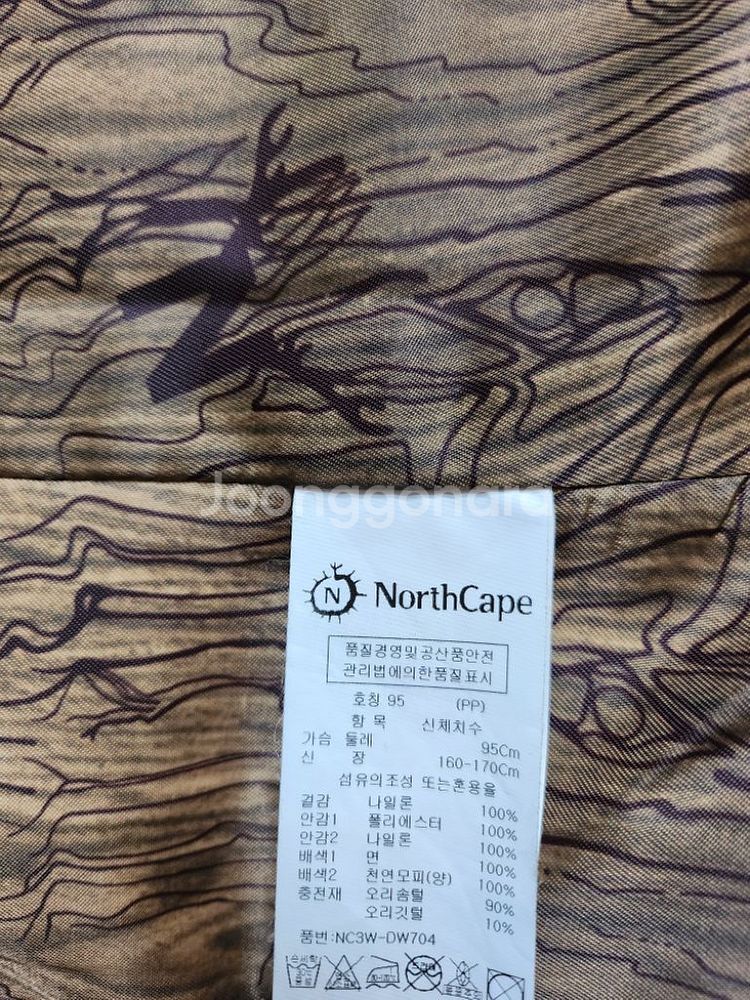 Joonggonara
N NorthCape
품질경영및공산품안전
관리법에의한품질표시
호칭 95 (PP)
항 목 신체치수
가슴 둘레 95Cm
신 장 160-170Cm
섬유의조성 또는혼용율
겉감 나일론 100%
안감1 폴리에스터 100%
안감2 나일론 100%
배색1 면 100%
배색2 천연모피(양) 100%
충전재 오리솜털 90%
오리깃털 10%
품번:NC3W-DW704